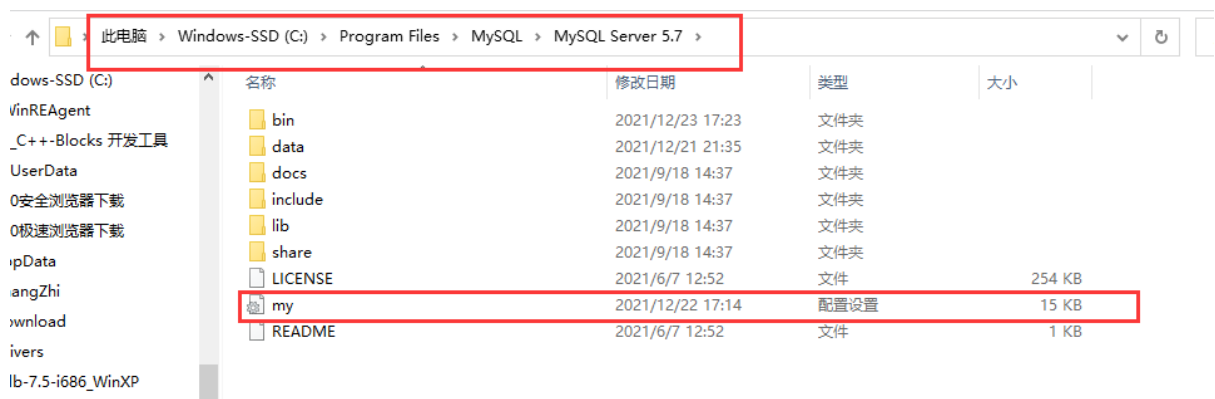 此电脑 > Windows-SSD (C:) > Program Files > MySQL > MySQL Server 5.7 >
dows-SSD (C:)
名称 修改日期 类型 大小
WinREAgent
bin 2021/12/23 17:23 文件夹
_C++-Blocks 开发工具
data 2021/12/21 21:35 文件夹
UserData
docs 2021/9/18 14:37 文件夹
0安全浏览器下载
include 2021/9/18 14:37 文件夹
0极速浏览器下载
lib 2021/9/18 14:37 文件夹
ppData
share 2021/9/18 14:37 文件夹
angZhi
LICENSE 2021/6/7 12:52 文件 254 KB
my 2021/12/22 17:14 配置设置 15 KB
ownload
README 2021/6/7 12:52 文件 1 KB
ivers
lb-7.5-i686_WinXP